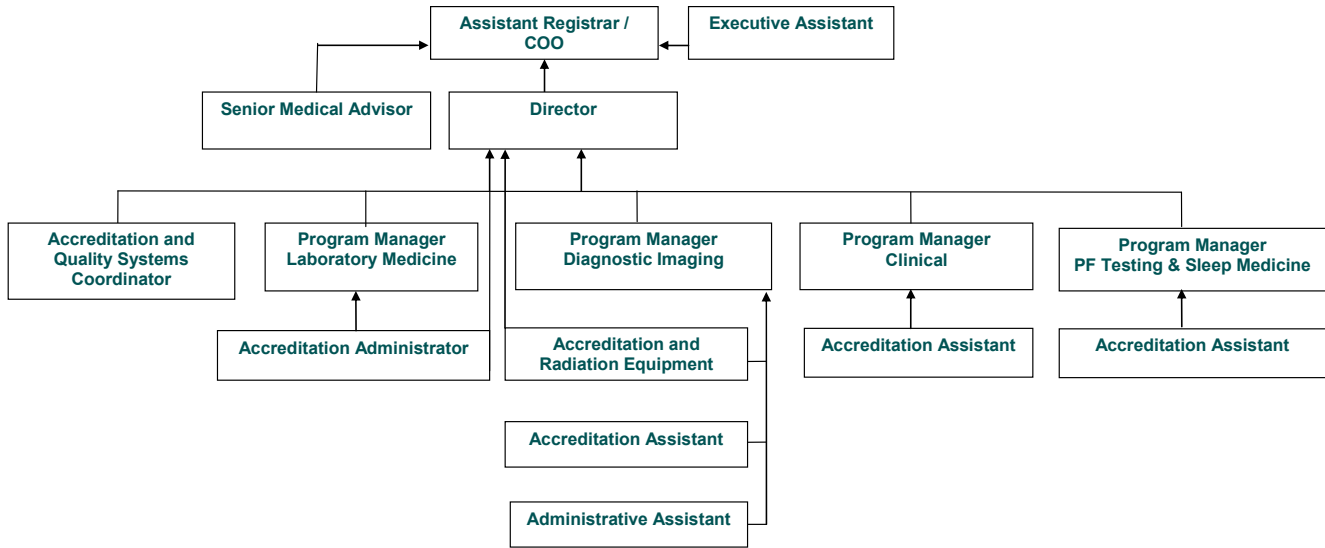 Assistant Registrar /
COO
Executive Assistant
Senior Medical Advisor
Director
Accreditation and
Quality Systems
Coordinator
Program Manager
Laboratory Medicine
Program Manager
Diagnostic Imaging
Program Manager
Clinical
Program Manager
PF Testing & Sleep Medicine
Accreditation Administrator
Accreditation and
Radiation Equipment
Accreditation Assistant
Accreditation Assistant
Accreditation Assistant
Administrative Assistant